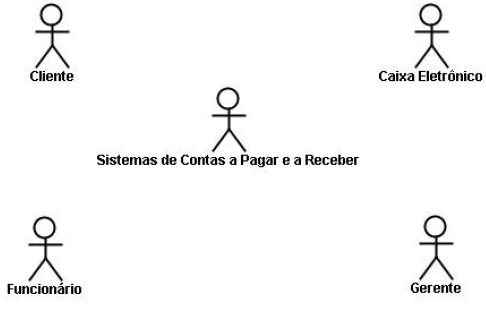 Cliente
Caixa Eletrônico
Sistemas de Contas a Pagar e a Receber
Funcionário
Gerente